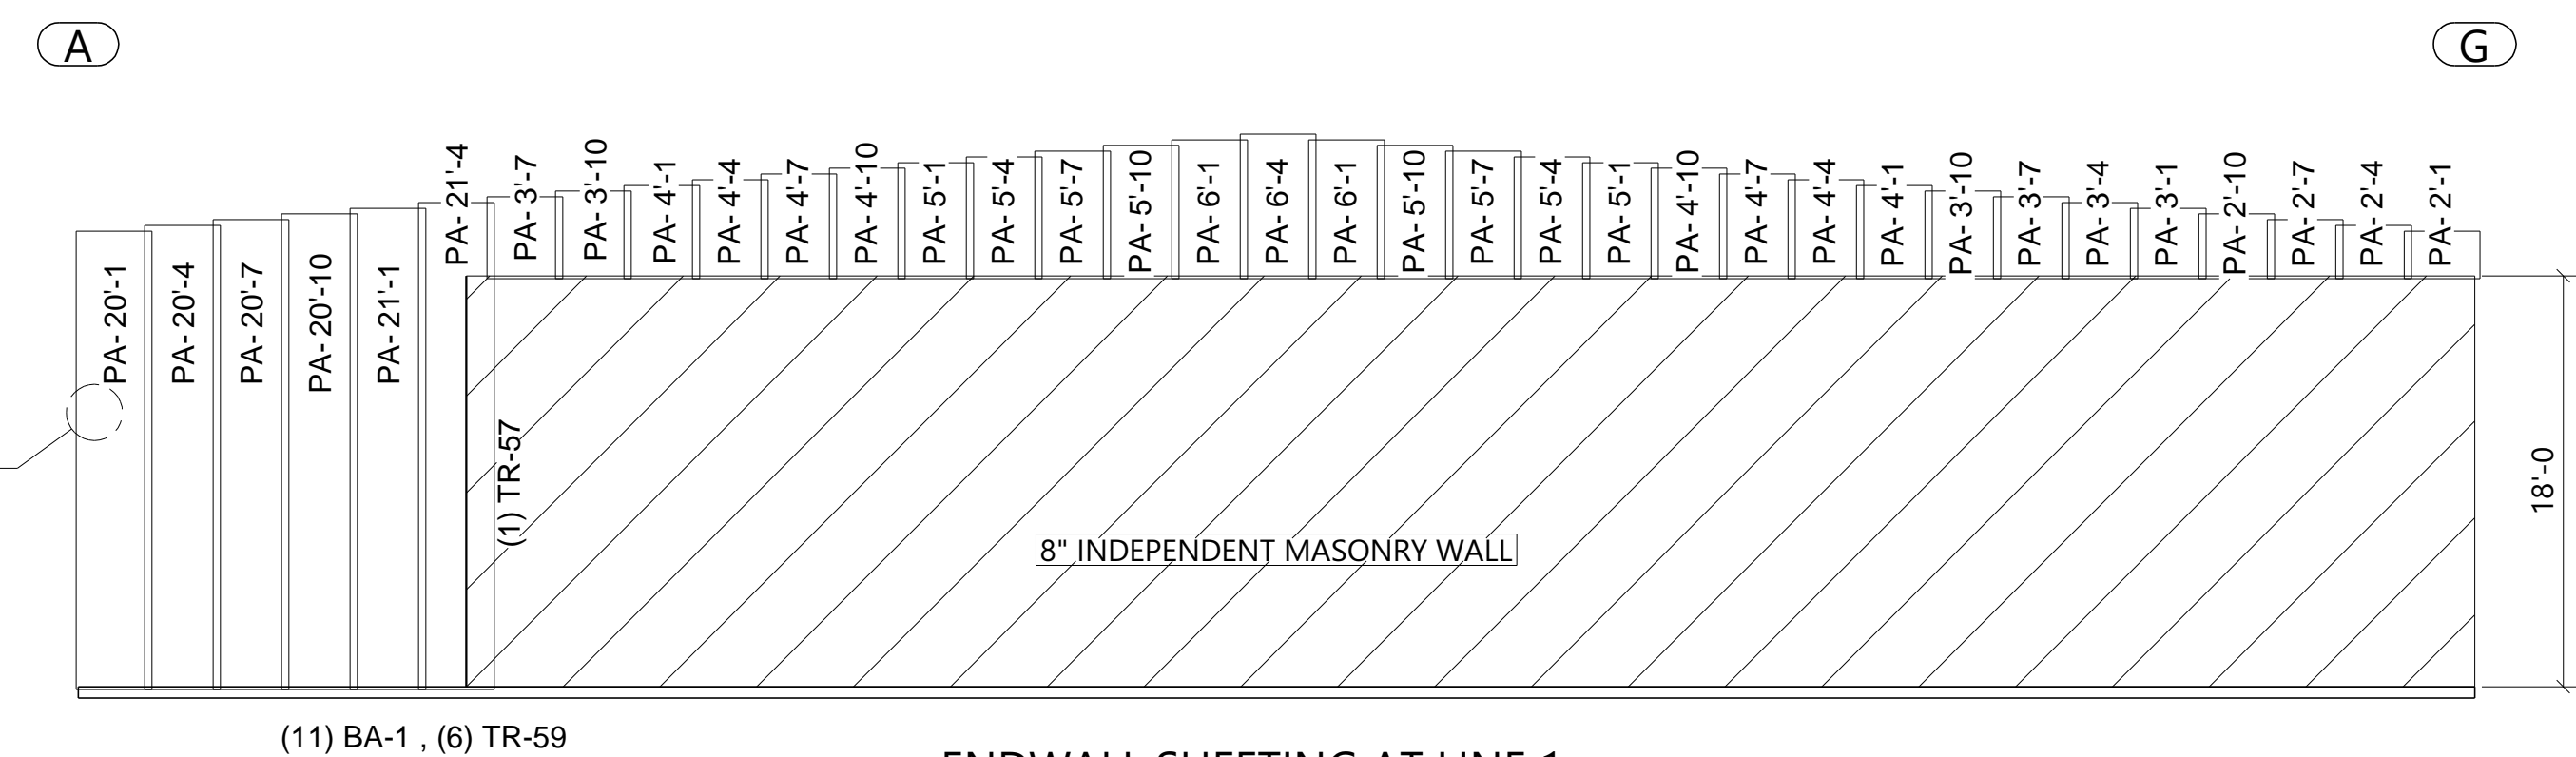 A
G
PA- 20'-1
PA- 20'-4
PA- 20'-7
PA- 20'-10
PA- 21'-1
PA- 21'-4
PA- 3'-7
PA- 3'-10
PA- 4'-1
PA- 4'-4
PA- 4'-7
PA- 4'-10
PA- 5'-1
PA- 5'-4
PA- 5'-7
PA- 5'-10
PA- 6'-1
PA- 6'-4
PA- 6'-1
PA- 5'-10
PA- 5'-7
PA- 5'-4
PA- 5'-1
PA- 4'-10
PA- 4'-7
PA- 4'-4
PA- 4'-1
PA- 3'-10
PA- 3'-7
PA- 3'-4
PA- 3'-1
PA- 2'-10
PA- 2'-7
PA- 2'-4
PA- 2'-1
(1) TR-57
8" INDEPENDENT MASONRY WALL
18'-0
(11) BA-1 , (6) TR-59
ENDWALL SHEETING AT LINE 1